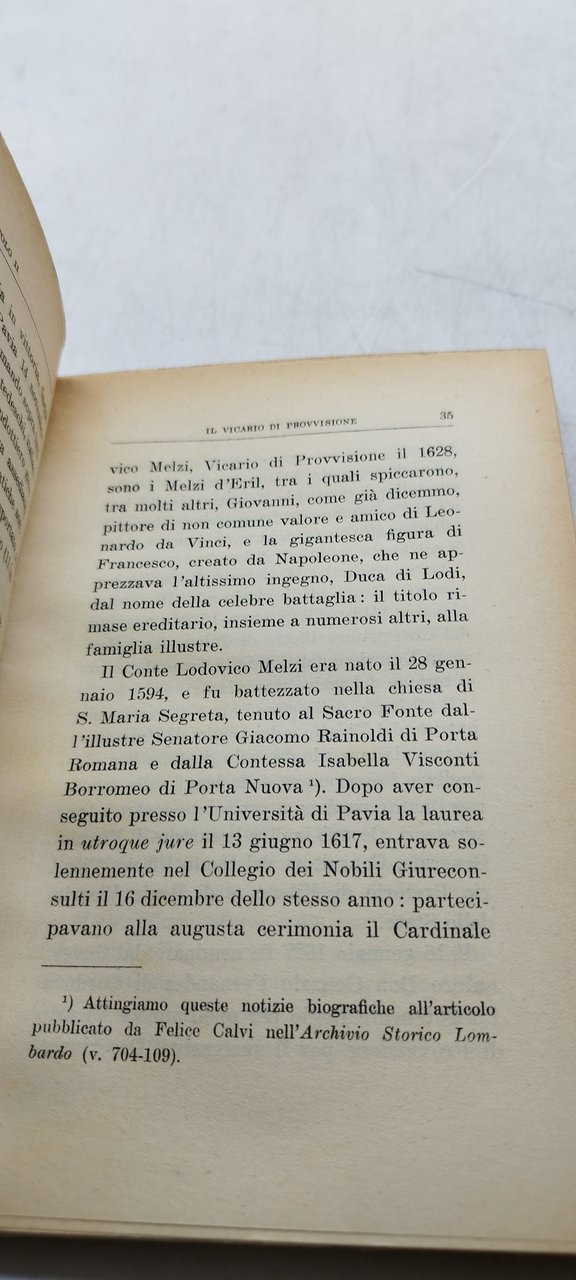 IL VICARIO DI PROVVISIONE 35
vico Melzi, Vicario di Provvisione il 1628,
sono i Melzi d'Eril, tra i quali spiccarono,
tra molti altri, Giovanni, come già dicemmo,
pittore di non comune valore e amico di Leo-
nardo da Vinci, e la gigantesca figura di
Francesco, creato da Napoleone, che ne ap-
prezzava l'altissimo ingegno, Duca di Lodi,
dal nome della celebre battaglia : il titolo ri-
mase ereditario, insieme a numerosi altri, alla
famiglia illustre.
Il Conte Lodovico Melzi era nato il 28 gen-
naio 1594, e fu battezzato nella chiesa di
S. Maria Segreta, tenuto al Sacro Fonte dal-
l'illustre Senatore Giacomo Rainoldi di Porta
Romana e dalla Contessa Isabella Visconti
Borromeo di Porta Nuova ¹). Dopo aver con-
seguito presso l'Università di Pavia la laurea
in utroque jure il 13 giugno 1617, entrava so-
lennemente nel Collegio dei Nobili Giurecon-
sulti il 16 dicembre dello stesso anno : parteci-
pavano alla augusta cerimonia il Cardinale
¹) Attingiamo queste notizie biografiche all'articolo
pubblicato da Felice Calvi nell'Archivio Storico Lom-
bardo (v. 704-109).